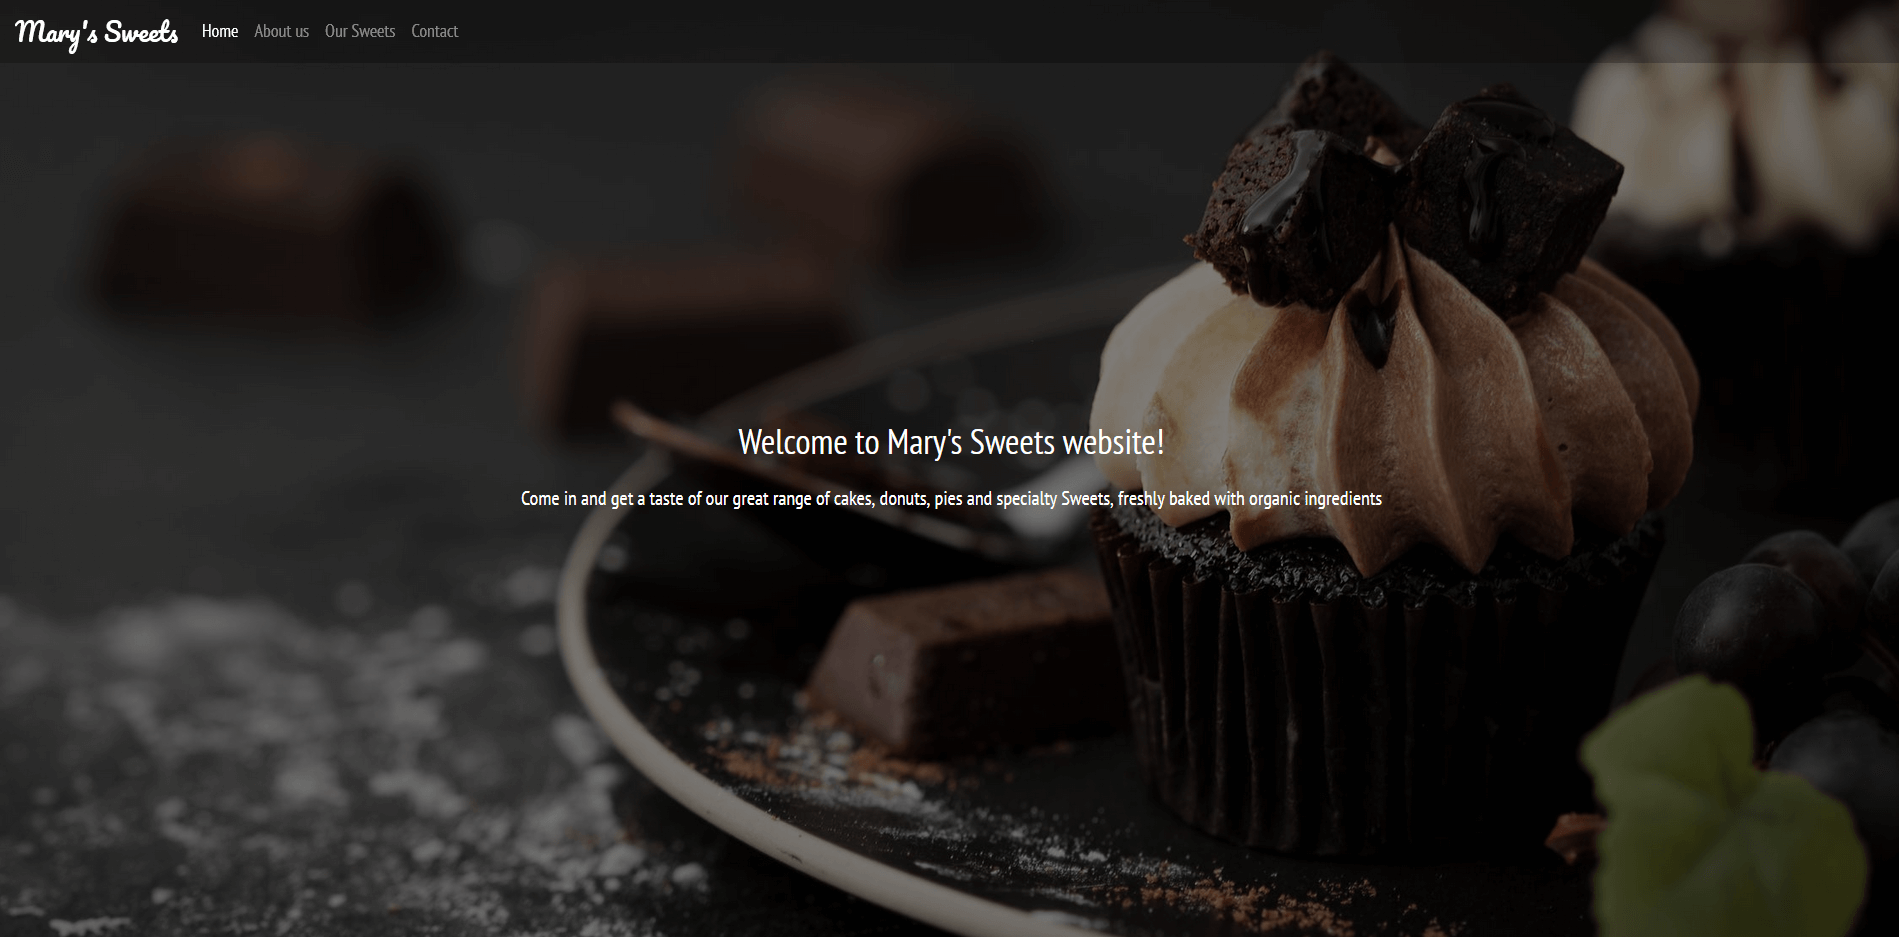 Mary's Sweets Home About us Our Sweets Contact
Welcome to Mary's Sweets website!
Come in and get a taste of our great range of cakes, donuts, pies and specialty Sweets, freshly baked with organic ingredients